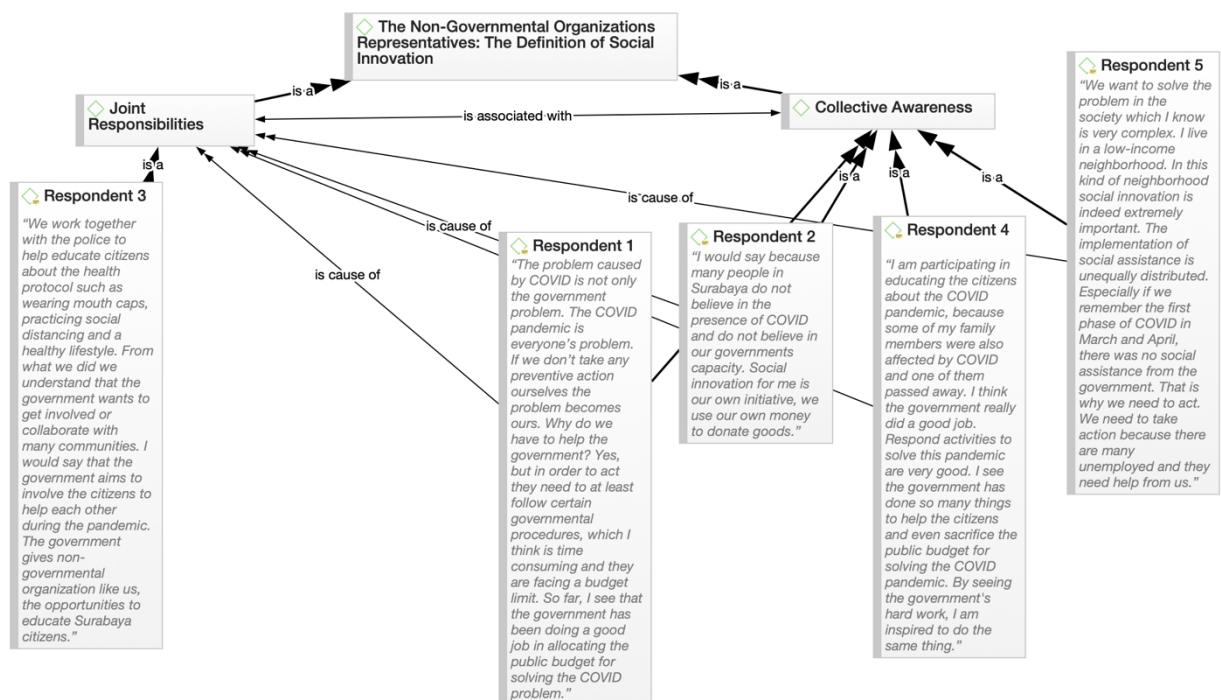 The Non-Governmental Organizations
Representatives: The Definition of Social
Innovation
is a
is a
Joint
Responsibilities
is associated with
Collective Awareness
is a
is cause of
is cause of
is cause of
is a
is a
is a
Respondent 3
“We work together
with the police to
help educate citizens
about the health
protocol such as
wearing mouth caps,
practicing social
distancing and a
healthy lifestyle. From
what we did we
understand that the
government wants to
get involved or
collaborate with
many communities. I
would say that the
government aims to
involve the citizens to
help each other
during the pandemic.
The government
gives non-
governmental
organization like us,
the opportunities to
educate Surabaya
citizens.”
Respondent 1
“The problem caused
by COVID is not only
the government
problem. The COVID
pandemic is
everyone’s problem.
If we don’t take any
preventive action
ourselves the
problem becomes
ours. Why do we
have to help the
government? Yes,
but in order to act
they need to at least
follow certain
governmental
procedures, which I
think is time
consuming and they
are facing a budget
limit. So far, I see that
the government has
been doing a good
job in allocating the
public budget for
solving the COVID
problem.”
Respondent 2
“I would say because
many people in
Surabaya do not
believe in the
presence of COVID
and do not believe in
our governments
capacity. Social
innovation for me is
our own initiative, we
use our own money
to donate goods.”
Respondent 4
“I am participating in
educating the citizens
about the COVID
pandemic, because
some of my family
members were also
affected by COVID
and one of them
passed away. I think
the government really
did a good job.
Respond activities to
solve this pandemic
are very good. I see
the government has
done so many things
to help the citizens
and even sacrifice the
public budget for
solving the COVID
pandemic. By seeing
the government's
hard work, I am
inspired to do the
same thing.”
Respondent 5
“We want to solve the
problem in the
society which I know
is very complex. I live
in a low-income
neighborhood. In this
kind of neighborhood
social innovation is
indeed extremely
important. The
implementation of
social assistance is
unequally distributed.
Especially if we
remember the first
phase of COVID in
March and April,
there was no social
assistance from the
government. That is
why we need to act.
We need to take
action because there
are many
unemployed and they
need help from us.”